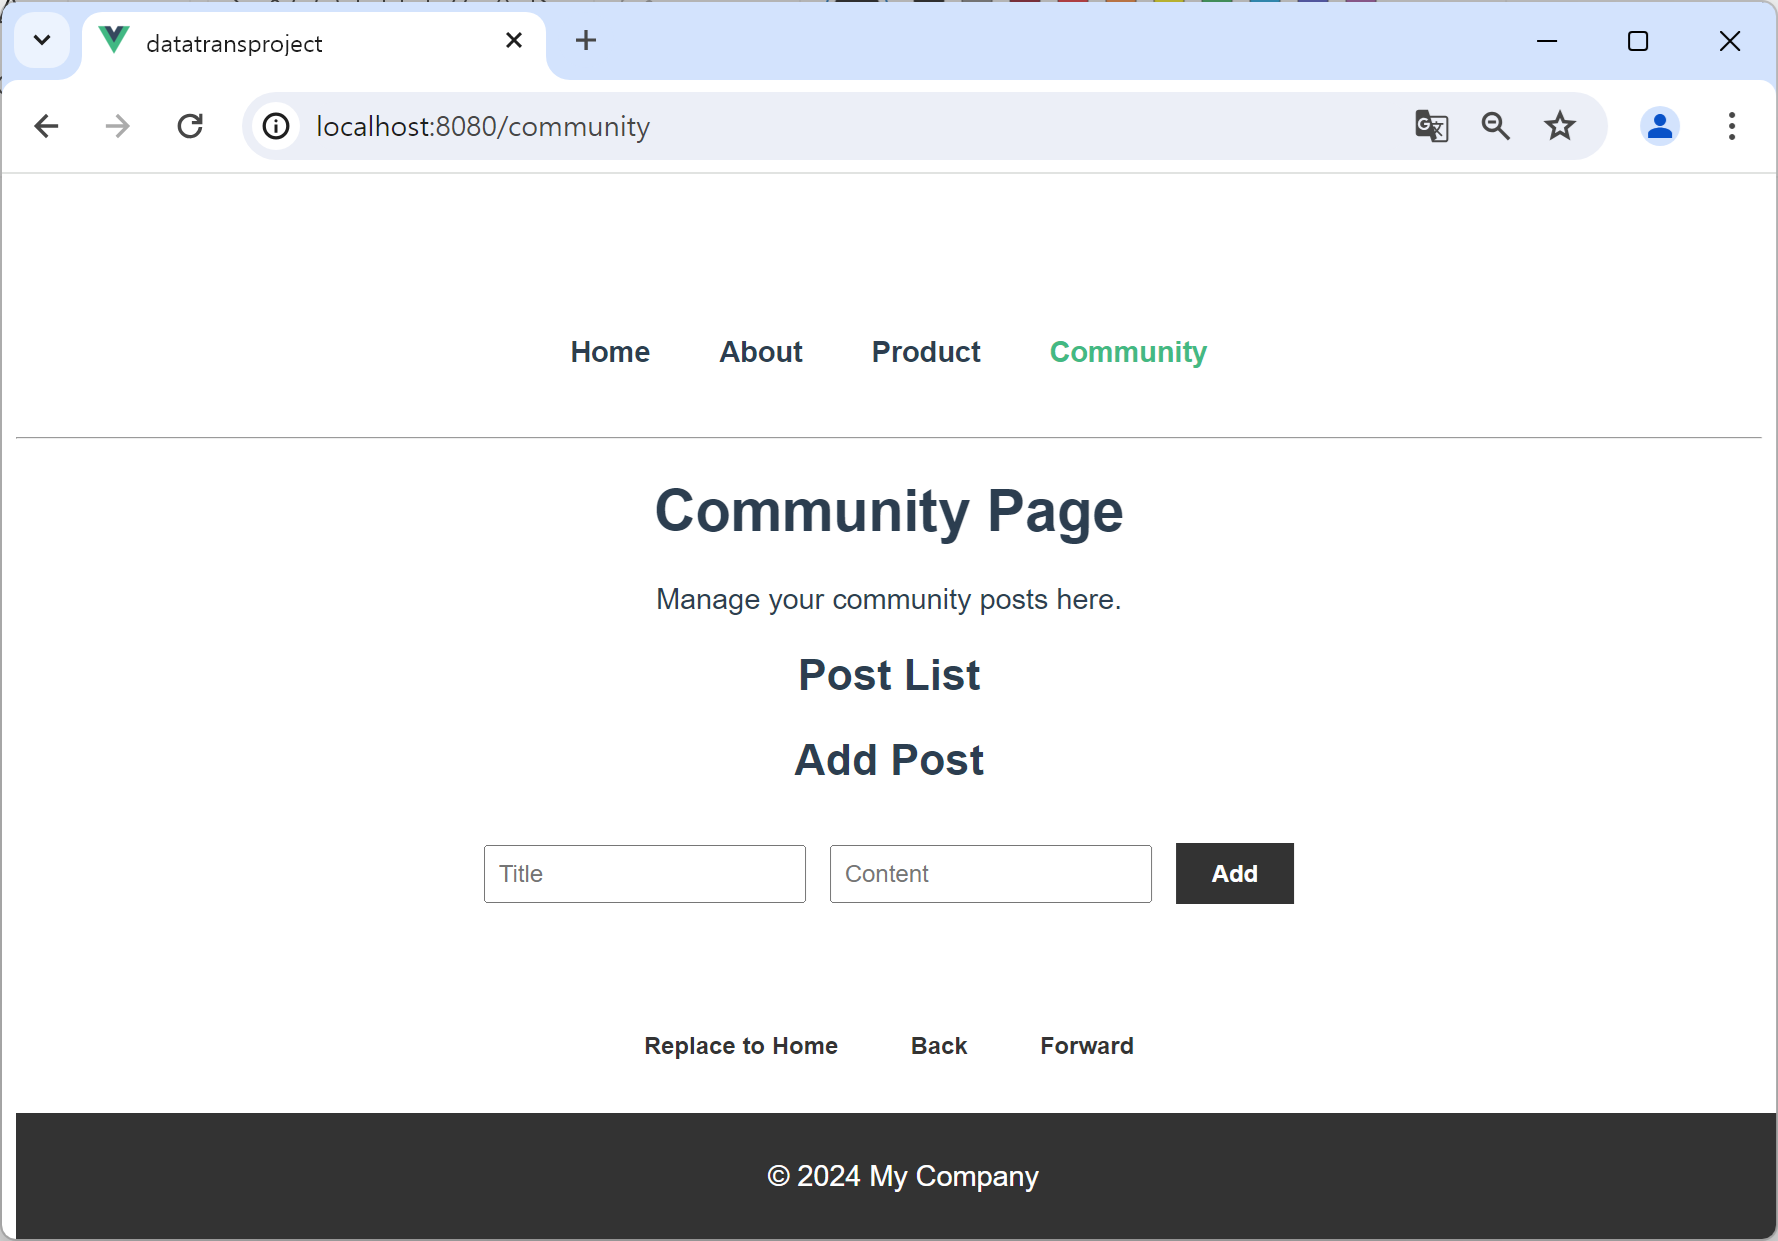 datatransproject
localhost:8080/community
Home About Product Community
Community Page
Manage your community posts here.
Post List
Add Post
Title Content Add
Replace to Home Back Forward
© 2024 My Company